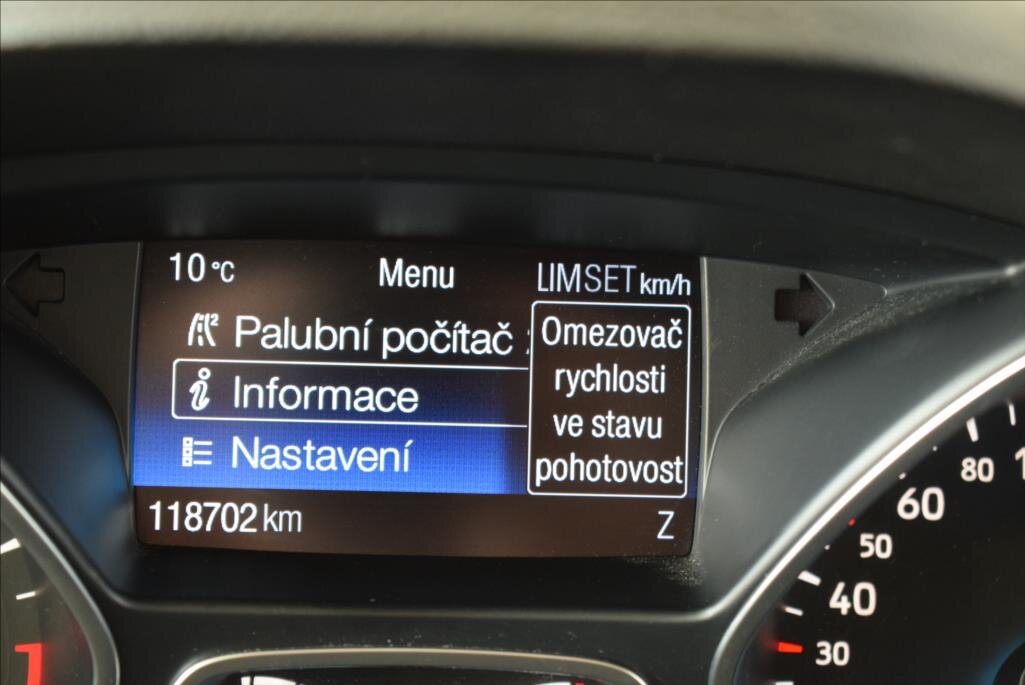 10 °C Menu LIMSET km/h
Palubní počítač
Informace
Nastavení
Omezovač
rychlosti
ve stavu
pohotovost
118702 km Z
80
60
50
40
30